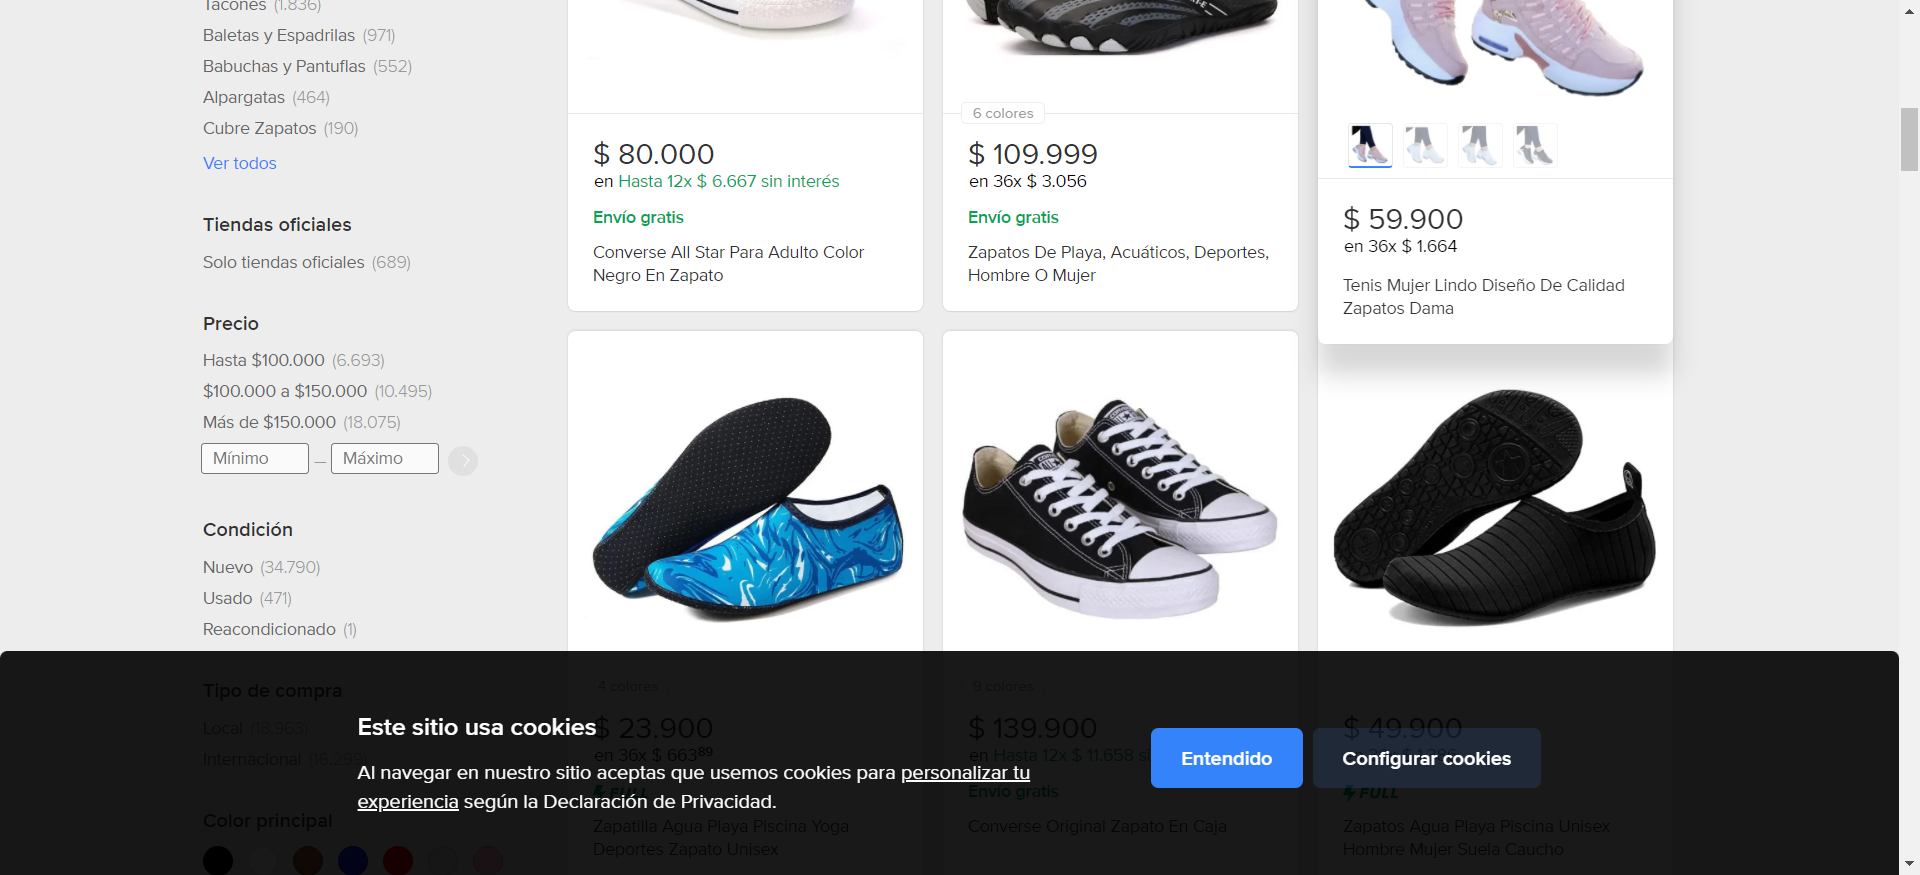 Tacones (1.836)
Baletas y Espadrilas (971)
Babuchas y Pantuflas (552)
Alpargatas (464)
Cubre Zapatos (190)
Ver todos
Tiendas oficiales
Solo tiendas oficiales (689)
Precio
Hasta $100.000 (6.693)
$100.000 a $150.000 (10.495)
Más de $150.000 (18.075)
Mínimo — Máximo
Condición
Nuevo (34.790)
Usado (471)
Reacondicionado (1)
Tipo de compra
Local (18.963)
Internacional (16.299)
Color principal
$ 80.000
en Hasta 12x $ 6.667 sin interés
Envío gratis
Converse All Star Para Adulto Color
Negro En Zapato
6 colores
$ 109.999
en 36x $ 3.056
Envío gratis
Zapatos De Playa, Acuáticos, Deportes,
Hombre O Mujer
$ 59.900
en 36x $ 1.664
Tenis Mujer Lindo Diseño De Calidad
Zapatos Dama
4 colores
$ 23.900
en 36x $ 66389
FULL
Zapatilla Agua Playa Piscina Yoga
Deportes Zapato Unisex
9 colores
$ 139.900
en Hasta 12x $ 11.658 si
Envío gratis
Converse Original Zapato En Caja
$ 49.900
FULL
Zapatos Agua Playa Piscina Unisex
Hombre Mujer Suela Caucho
Este sitio usa cookies
Al navegar en nuestro sitio aceptas que usemos cookies para personalizar tu
experiencia según la Declaración de Privacidad.
Entendido
Configurar cookies